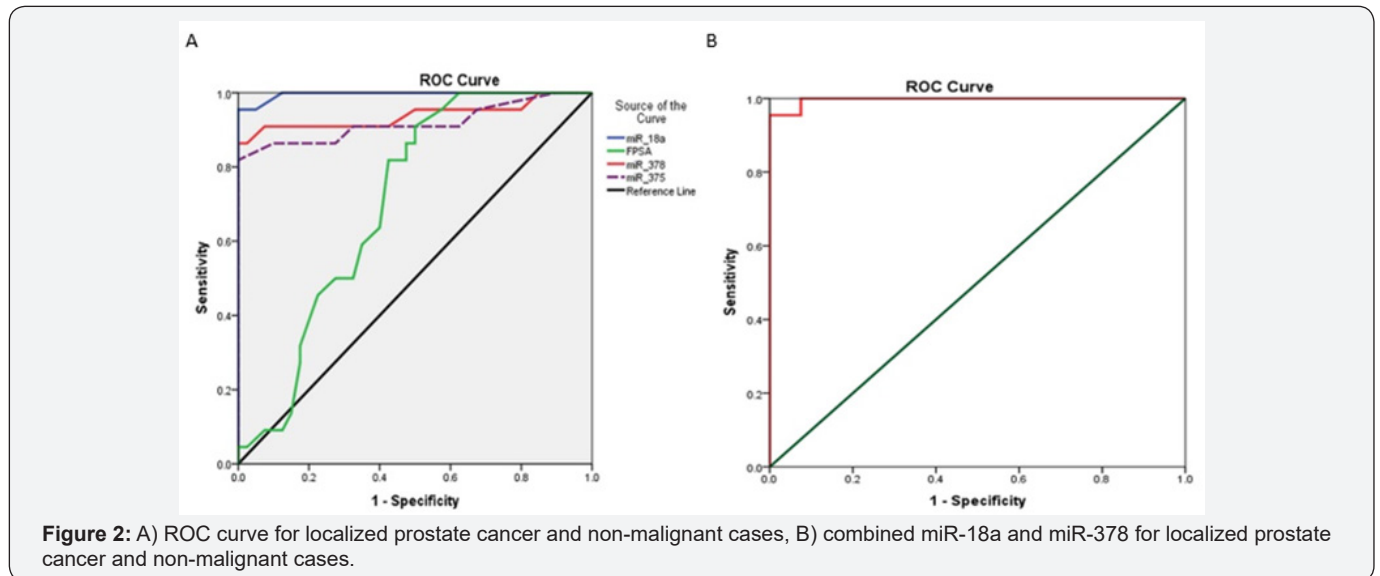 A
ROC Curve
Sensitivity
1.0
0.8
0.6
0.4
0.2
0.0
0.0 0.2 0.4 0.6 0.8 1.0
1 - Specificity
Source of the
Curve
miR_18a
FPSA
miR_378
miR_375
Reference Line
B
ROC Curve
Sensitivity
1.0
0.8
0.6
0.4
0.2
0.0
0.0 0.2 0.4 0.6 0.8 1.0
1 - Specificity
Figure 2: A) ROC curve for localized prostate cancer and non-malignant cases, B) combined miR-18a and miR-378 for localized prostate
cancer and non-malignant cases.